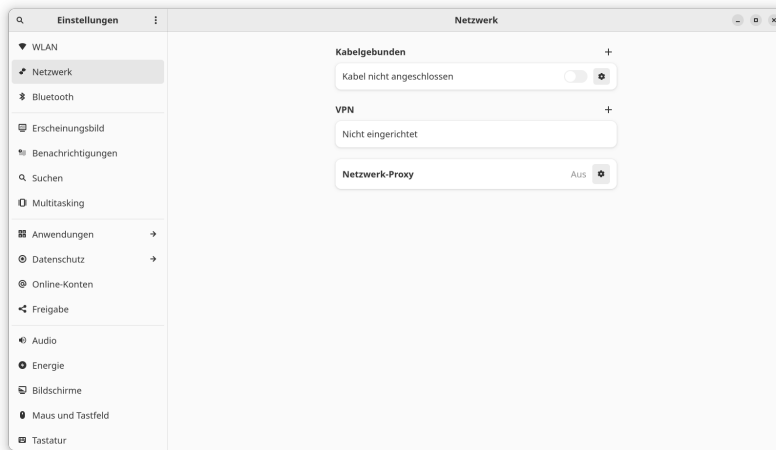 Einstellungen
Netzwerk
WLAN
Netzwerk
Bluetooth
Erscheinungsbild
Benachrichtigungen
Suchen
Multitasking
Anwendungen
Datenschutz
Online-Konten
Freigabe
Audio
Energie
Bildschirme
Maus und Tastfeld
Tastatur
Kabelgebunden
Kabel nicht angeschlossen
VPN
Nicht eingerichtet
Netzwerk-Proxy Aus